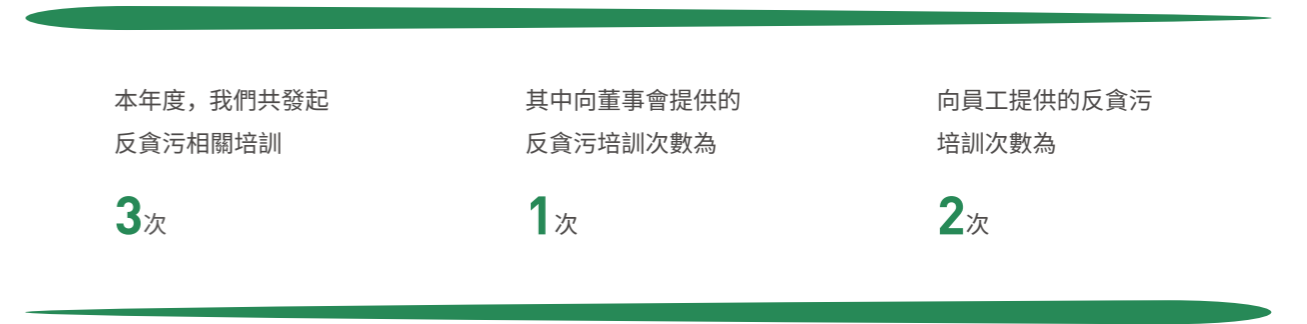 本年度，我們共發起
反貪污相關培訓
3次
其中向董事會提供的
反貪污培訓次數為
1次
向員工提供的反貪污
培訓次數為
2次